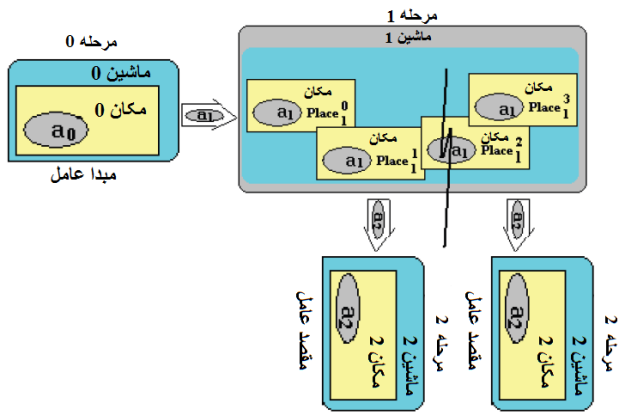 مرحله 0
ماشین 0
مکان 0
a0
مبدا عامل
a1
مرحله 1
ماشین 1
مکان
a1 Place 0 1
مکان
a1 Place 1 1
مکان
a1 Place 2 1
مکان
a1 Place 3 1
a2
a2
a2
مکان 2
ماشین 2
مرحله 2
مقصد عامل
a2
مکان 2
ماشین 2
مرحله 2
مقصد عامل